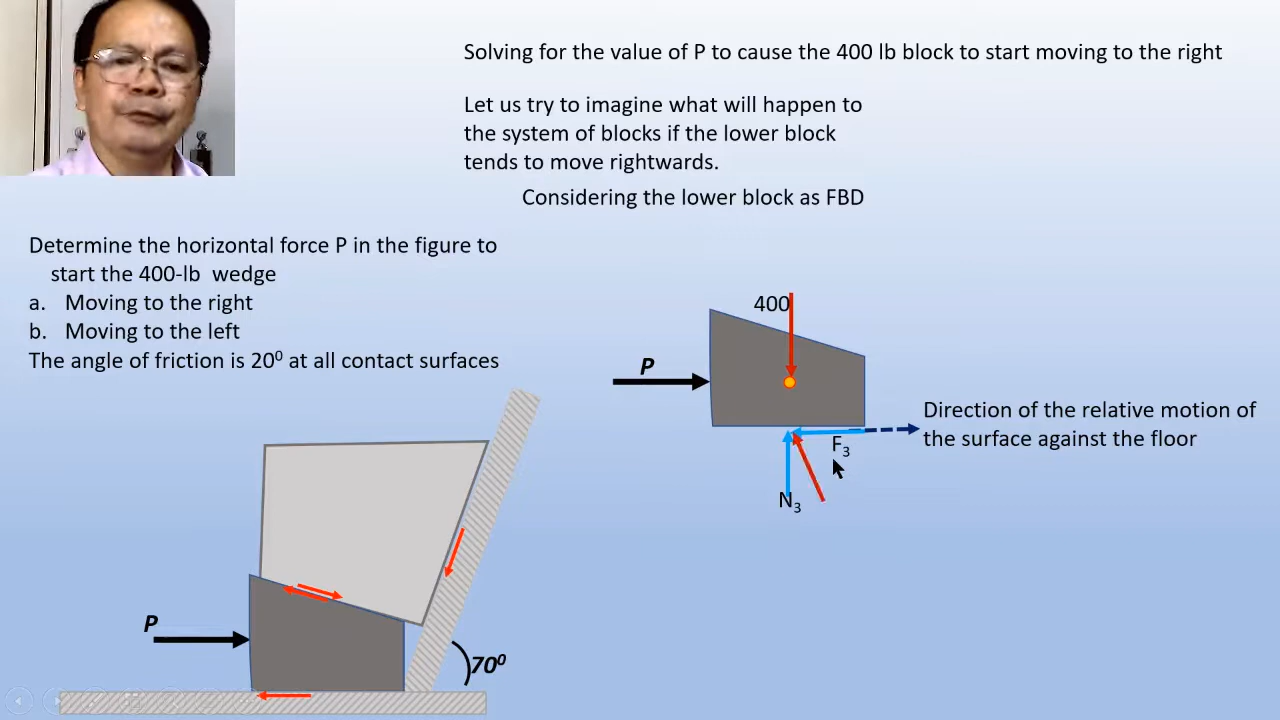 Solving for the value of P to cause the 400 lb block to start moving to the right
Let us try to imagine what will happen to
the system of blocks if the lower block
tends to move rightwards.
Considering the lower block as FBD
Determine the horizontal force P in the figure to
start the 400-lb wedge
a. Moving to the right
b. Moving to the left
The angle of friction is 20⁰ at all contact surfaces
400
P
Direction of the relative motion of
the surface against the floor
F₃
N₃
P
70⁰